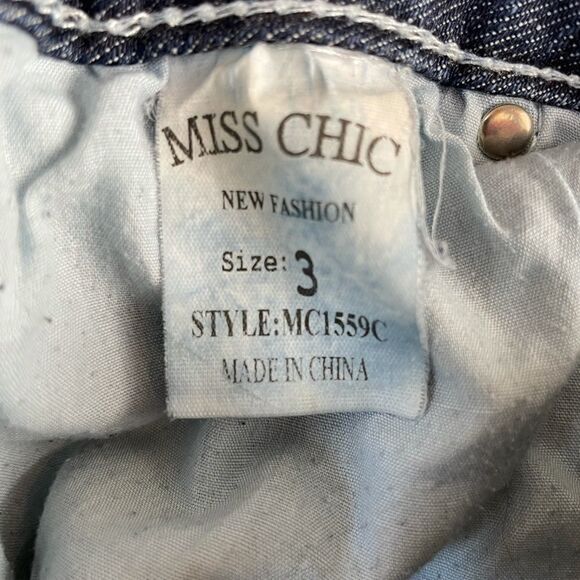 MISS CHIC
NEW FASHION
Size: 3
STYLE:MC1559C
MADE IN CHINA